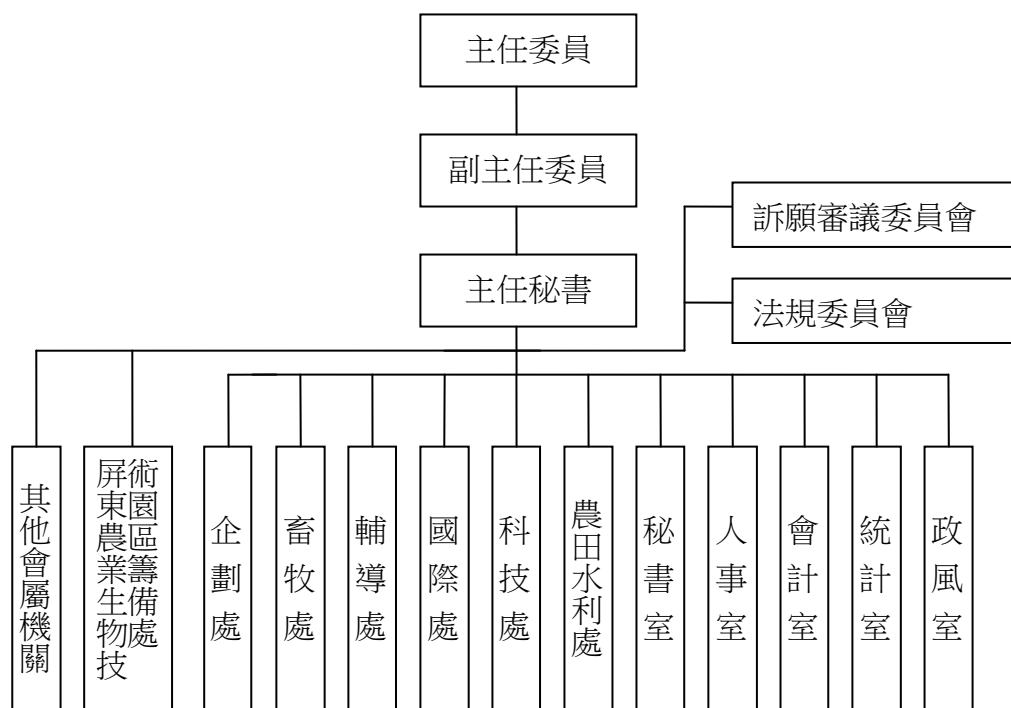 主任委員
副主任委員
訴願審議委員會
主任秘書
法規委員會
其他會屬機關
屏東農業生物技
術園區籌備處
企劃處
畜牧處
輔導處
國際處
科技處
農田水利處
秘書室
人事室
會計室
統計室
政風室